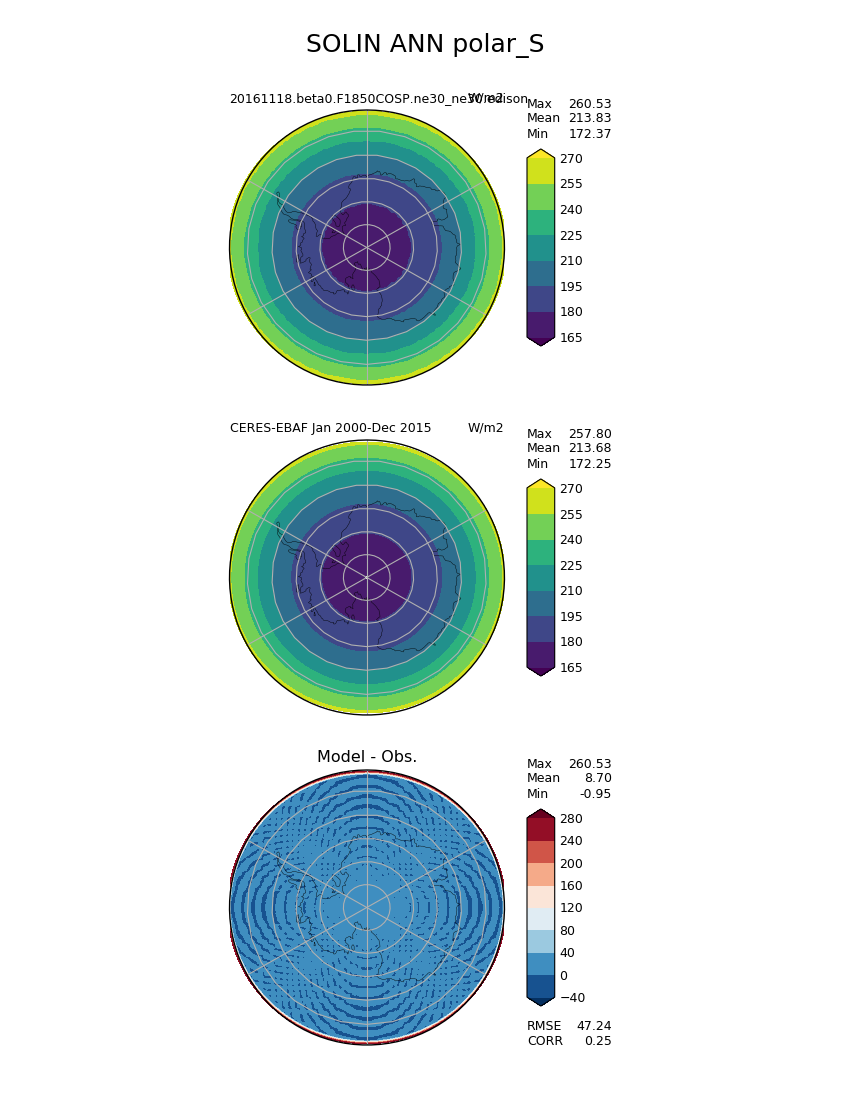 SOLIN ANN polar_S
20161118.beta0.F1850COSP.ne30_ne30.edison W/m2
Max 260.53
Mean 213.83
Min 172.37
270
255
240
225
210
195
180
165
CERES-EBAF Jan 2000-Dec 2015 W/m2
Max 257.80
Mean 213.68
Min 172.25
270
255
240
225
210
195
180
165
Model - Obs.
Max 260.53
Mean 8.70
Min -0.95
280
240
200
160
120
80
40
0
−40
RMSE 47.24
CORR 0.25